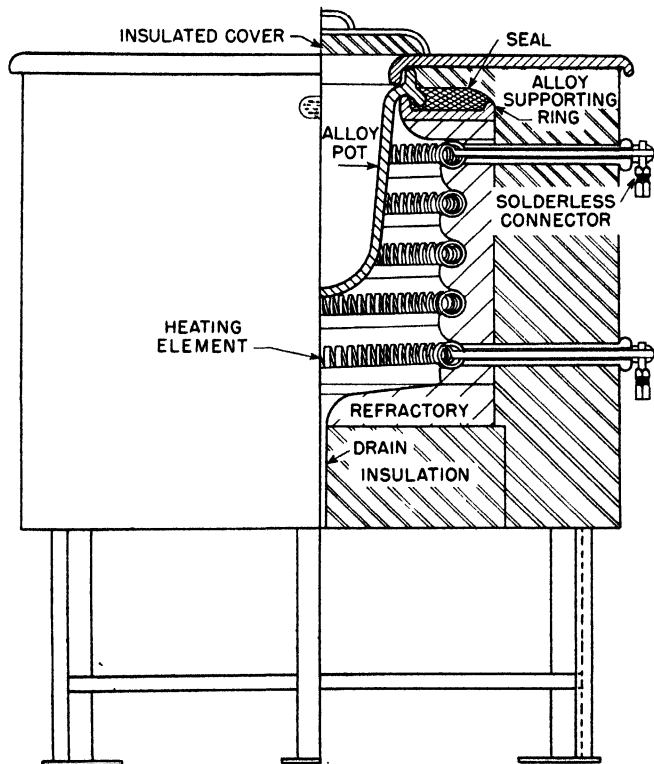 INSULATED COVER
SEAL
ALLOY
SUPPORTING
RING
ALLOY
POT
SOLDERLESS
CONNECTOR
HEATING
ELEMENT
REFRACTORY
DRAIN
INSULATION